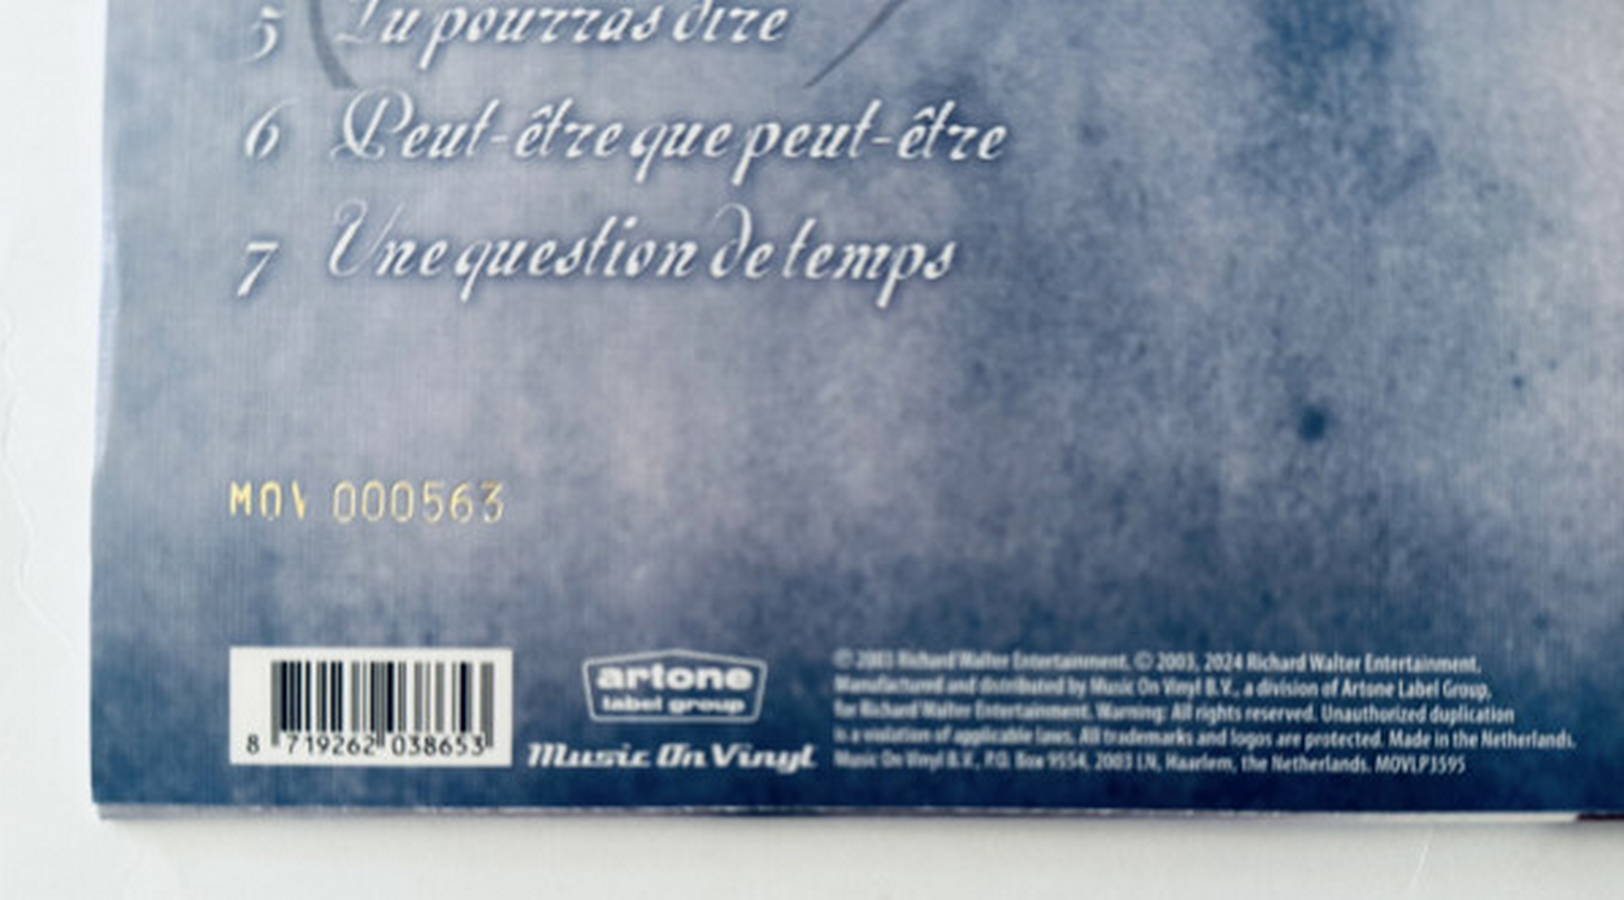 5 Tu pourras dire
6 Peut-être que peut-être
7 Une question de temps
MOV 000563
8 719262 038653
artone
label group
Music On Vinyl
℗ 2003 Richard Walter Entertainment. © 2003, 2024 Richard Walter Entertainment.
Manufactured and distributed by Music On Vinyl B.V., a division of Artone Label Group,
for Richard Walter Entertainment. Warning: All rights reserved. Unauthorized duplication
is a violation of applicable laws. All trademarks and logos are protected. Made in the Netherlands.
Music On Vinyl B.V., P.O. Box 9554, 2003 LN, Haarlem, the Netherlands. MOVLP3595